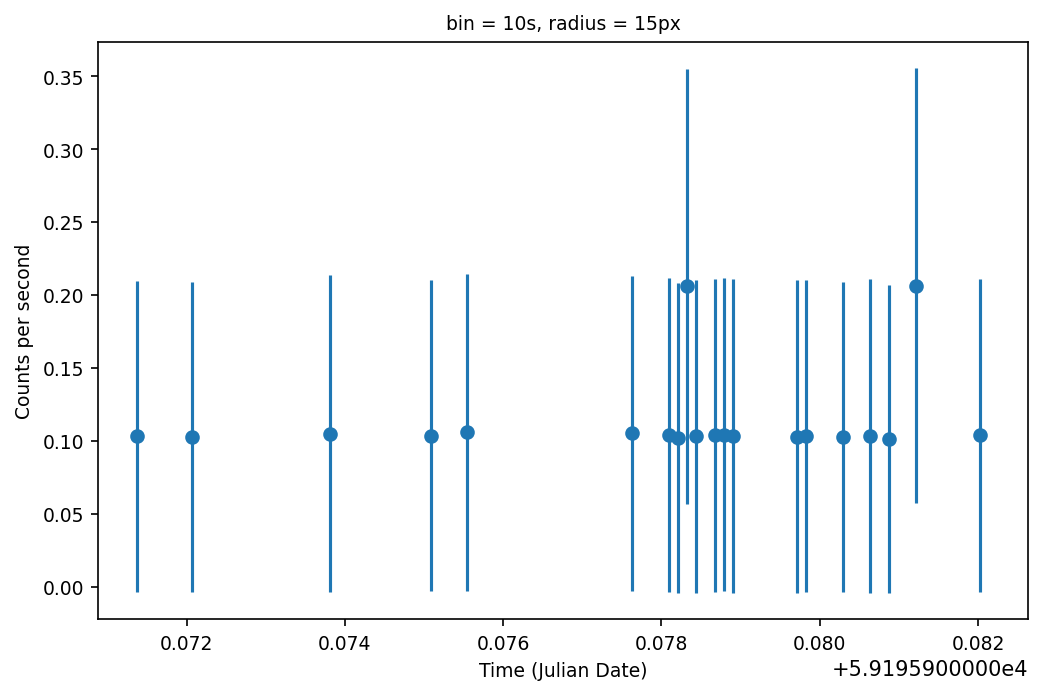 bin = 10s, radius = 15px
Counts per second
0.35
0.30
0.25
0.20
0.15
0.10
0.05
0.00
0.072 0.074 0.076 0.078 0.080 0.082
Time (Julian Date)
+5.9195900000e4